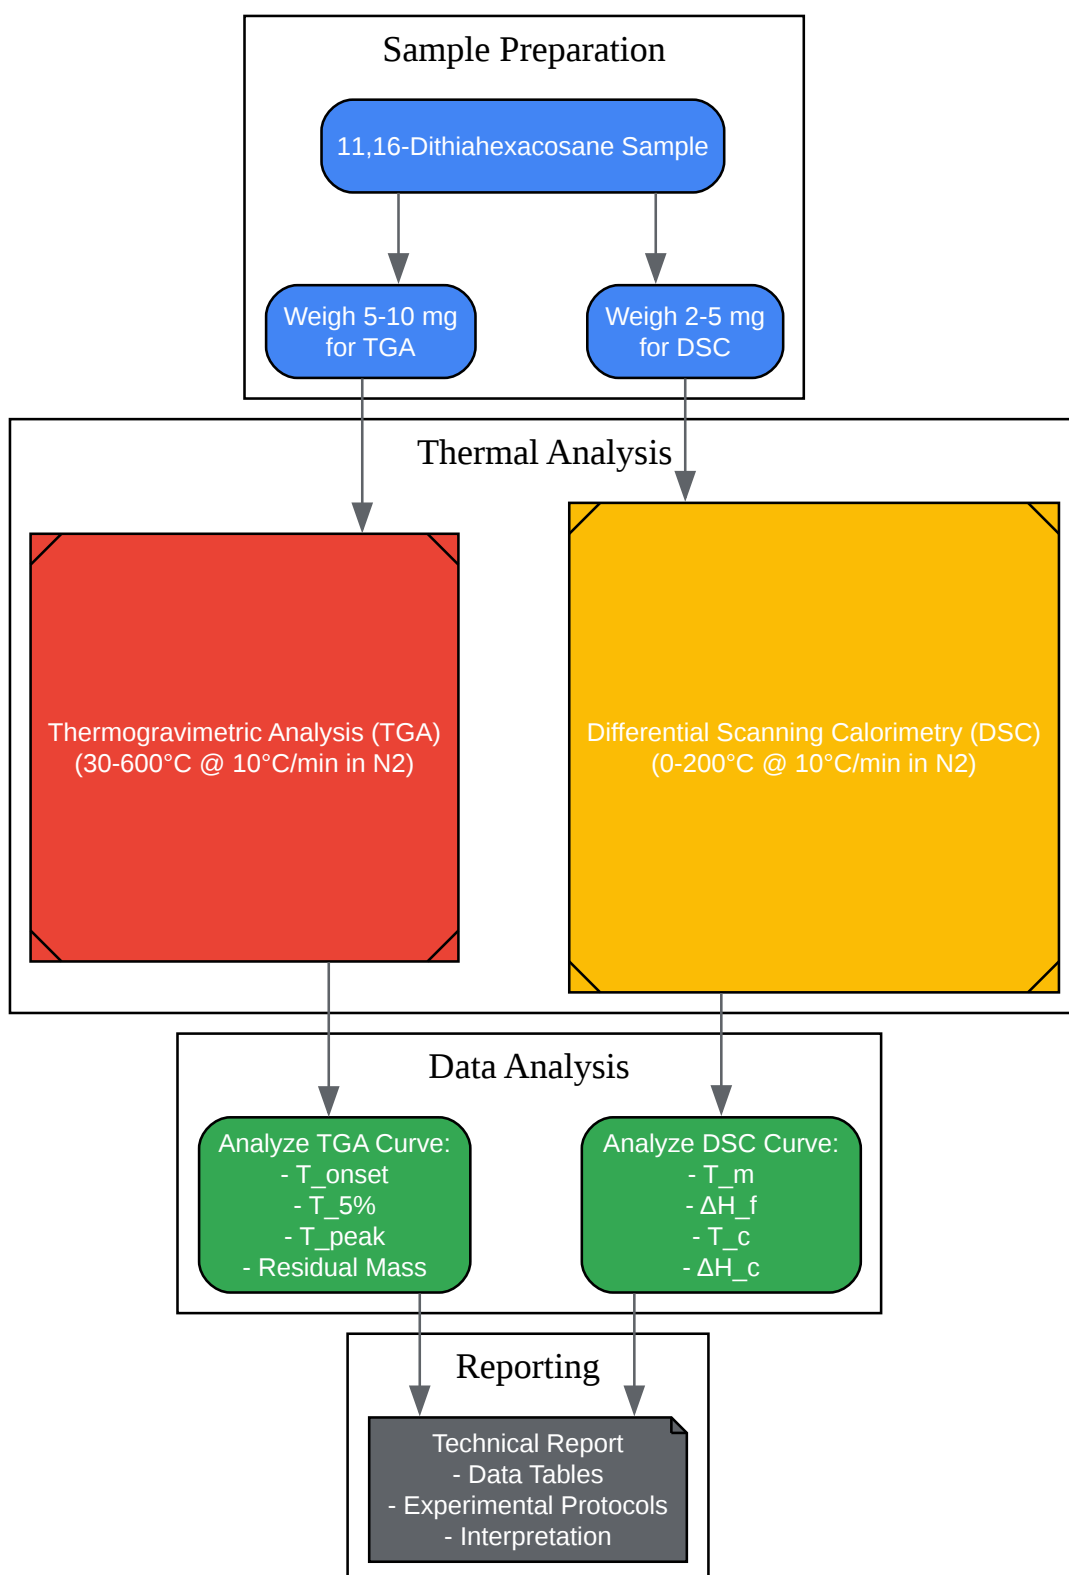 Sample Preparation
11,16-Dithiahexacosane Sample
Weigh 5-10 mg
for TGA
Weigh 2-5 mg
for DSC
Thermal Analysis
Thermogravimetric Analysis (TGA)
(30-600°C @ 10°C/min in N2)
Differential Scanning Calorimetry (DSC)
(0-200°C @ 10°C/min in N2)
Data Analysis
Analyze TGA Curve:
- T_onset
- T_5%
- T_peak
- Residual Mass
Analyze DSC Curve:
- T_m
- ΔH_f
- T_c
- ΔH_c
Reporting
Technical Report
- Data Tables
- Experimental Protocols
- Interpretation